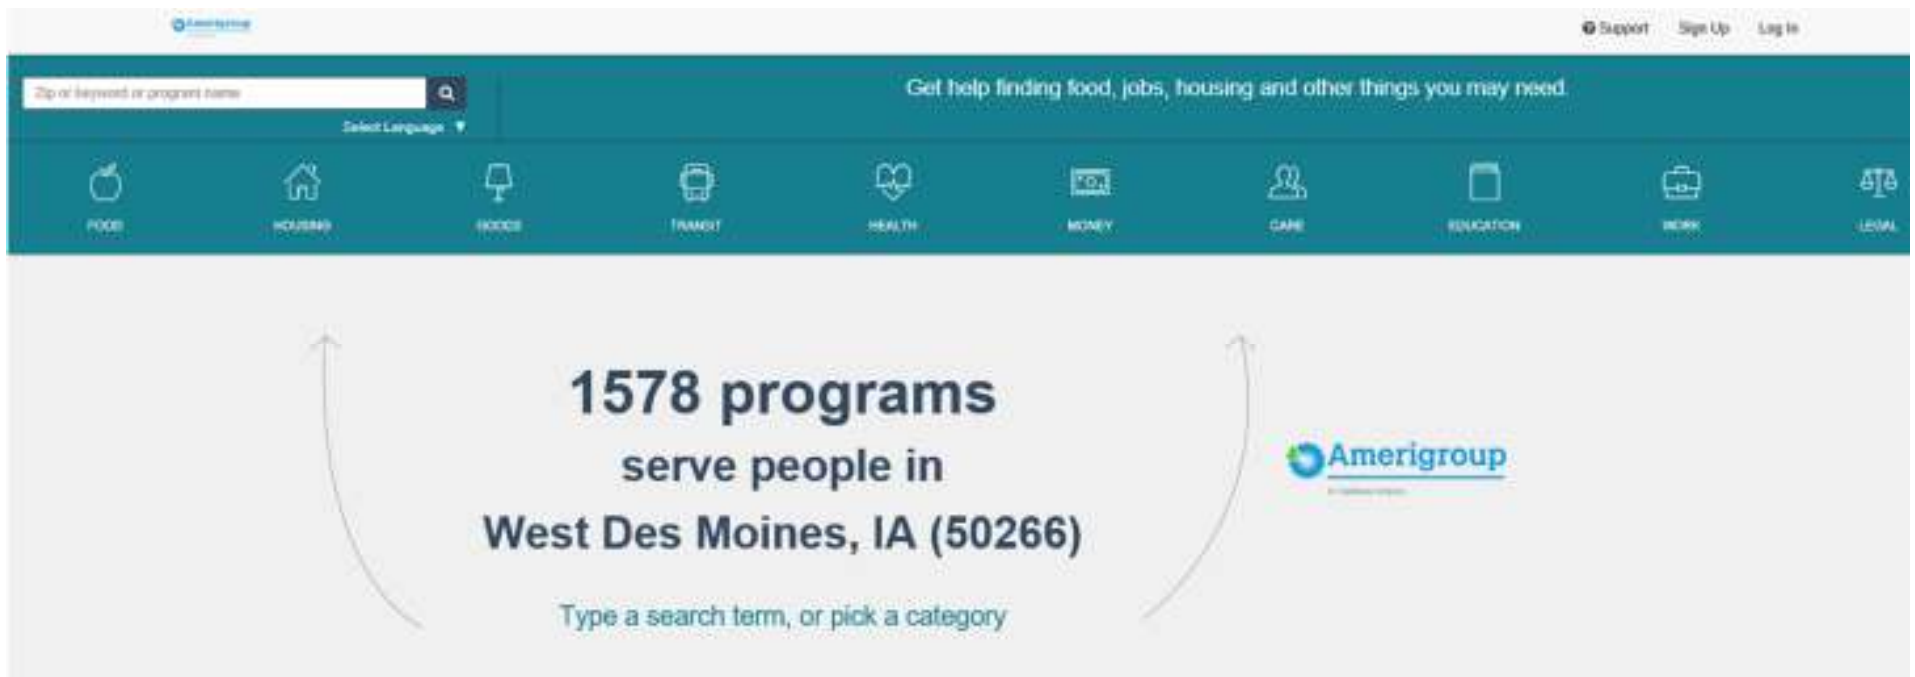 Amerigroup
Support Sign Up Log In
Zip or keyword or program name
Get help finding food, jobs, housing and other things you may need.
Select Language ▼
FOOD HOUSING GOODS TRANSIT HEALTH MONEY CARE EDUCATION WORK LEGAL
1578 programs
serve people in
West Des Moines, IA (50266)
Type a search term, or pick a category
Amerigroup